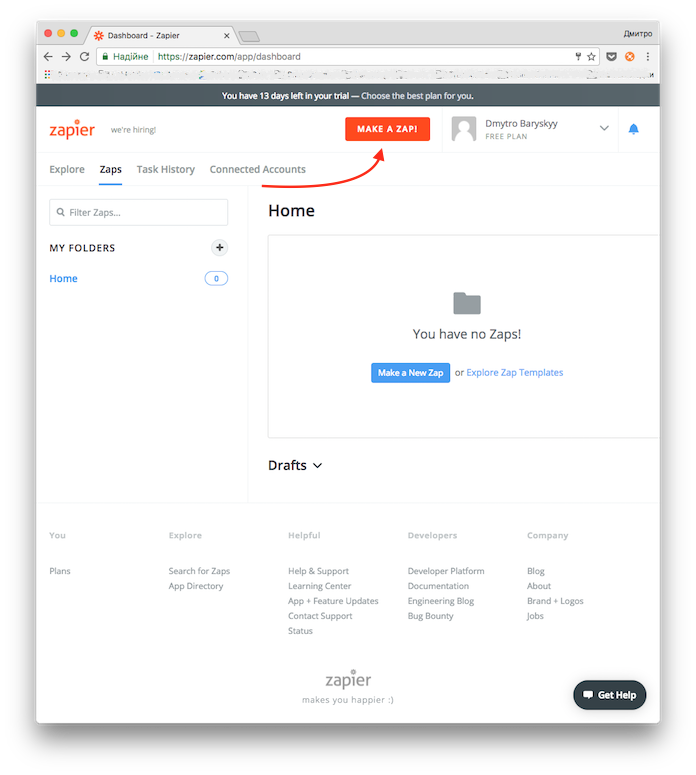 Dashboard - Zapier
Дмитро
Надійне https://zapier.com/app/dashboard
You have 13 days left in your trial — Choose the best plan for you.
zapier we're hiring!
MAKE A ZAP!
Dmytro Baryskyy
FREE PLAN
Explore Zaps Task History Connected Accounts
Filter Zaps...
MY FOLDERS
Home 0
Home
You have no Zaps!
Make a New Zap or Explore Zap Templates
Drafts
You Explore Helpful Developers Company
Plans Search for Zaps Help & Support Developer Platform Blog
App Directory Learning Center Documentation About
App + Feature Updates Engineering Blog Brand + Logos
Contact Support Bug Bounty Jobs
Status
zapier
makes you happier :)
Get Help